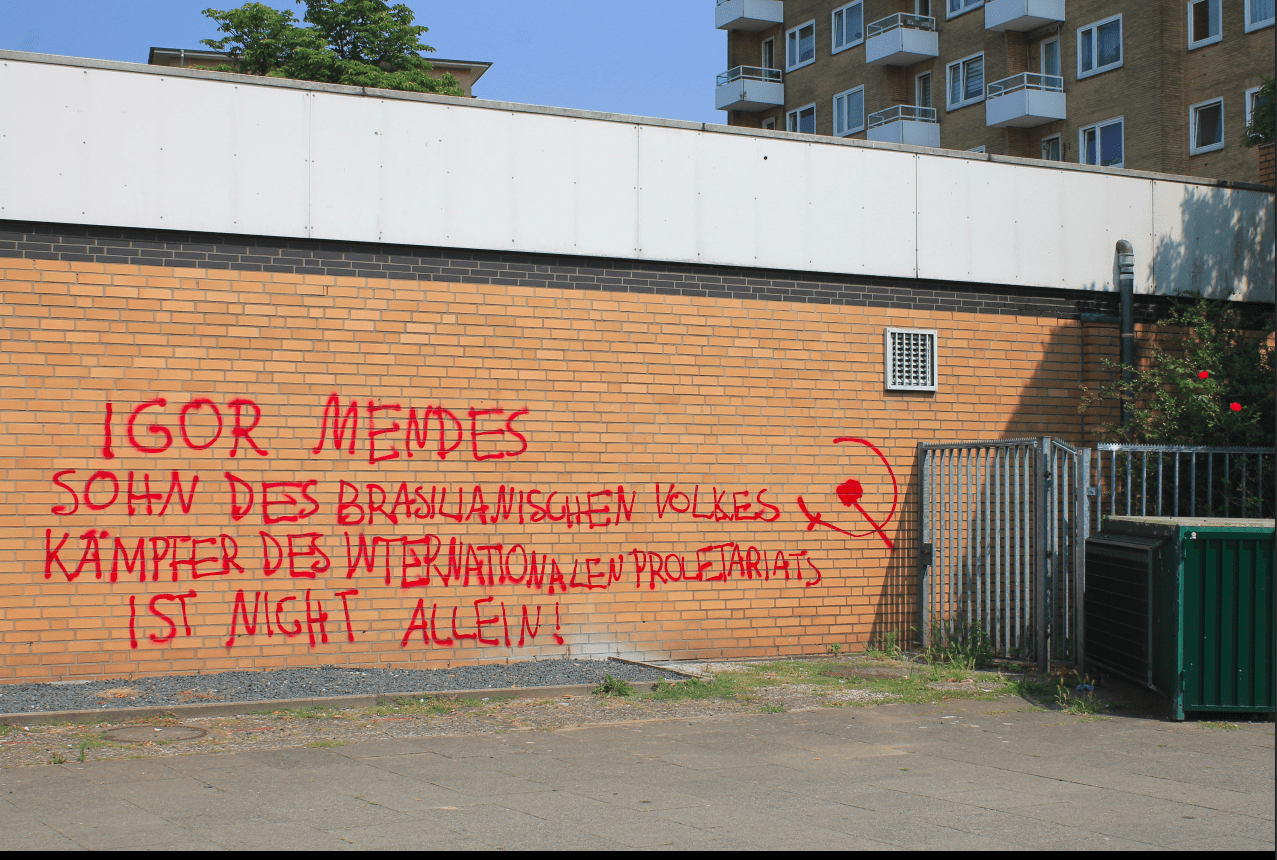 IGOR MENDES
SOHN DES BRASILIANISCHEN VOLKES
KÄMPFER DES INTERNATIONALEN PROLETARIATS
IST NICHT ALLEIN!